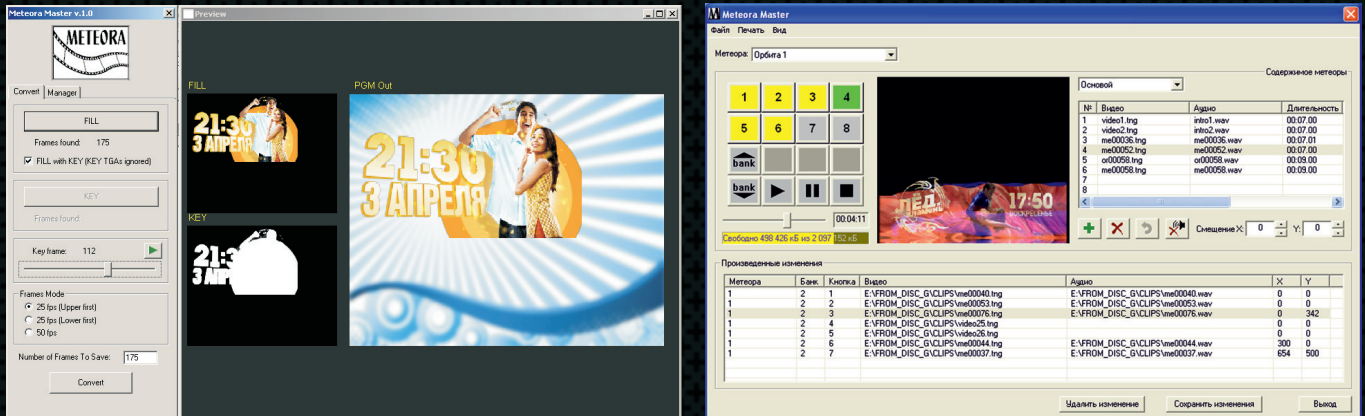 Meteora Master v.1.0
METEORA
Convert
Manager
FILL
Frames found: 175
FILL with KEY (KEY TGAs ignored)
KEY
Frames found:
Key frame: 112
Frames Mode
25 fps (Upper first)
25 fps (Lower first)
50 fps
Number of Frames To Save: 175
Convert
Preview
FILL
21:30
3 АПРЕЛЯ
KEY
21:30
3 АПРЕЛЯ
PGM Out
21:30
3 АПРЕЛЯ
Meteora Master
Файл Печать Вид
Метеора: Орбита 1
Содержимое метеоры
1 2 3 4
5 6 7 8
bank
bank
00:04:11
Свободно 498 426 кБ из 2 097 152 кБ
ЛЁД
17:50
ВОСКРЕСЕНЬЕ
Основой
№ Видео Аудио Длительность
1 video1.tng intro1.wav 00:07.00
2 video2.tng intro2.wav 00:07.00
3 me00036.tng me00036.wav 00:07.01
4 me00052.tng me00052.wav 00:07.00
5 or00058.tng or00058.wav 00:09.00
6 me00058.tng me00058.wav 00:09.00
7
8
Смещение X: 0 Y: 0
Произведенные изменения
Метеора Банк Кнопка Видео Аудио X Y
1 2 1 E:\FROM_DISC_G\CLIPS\me00040.tng E:\FROM_DISC_G\CLIPS\me00040.wav 0 0
1 2 2 E:\FROM_DISC_G\CLIPS\me00053.tng E:\FROM_DISC_G\CLIPS\me00053.wav 0 0
1 2 3 E:\FROM_DISC_G\CLIPS\me00076.tng E:\FROM_DISC_G\CLIPS\me00076.wav 0 342
1 2 4 E:\FROM_DISC_G\CLIPS\video25.tng 0 0
1 2 5 E:\FROM_DISC_G\CLIPS\video26.tng 0 0
1 2 6 E:\FROM_DISC_G\CLIPS\me00044.tng E:\FROM_DISC_G\CLIPS\me00044.wav 300 0
1 2 7 E:\FROM_DISC_G\CLIPS\me00037.tng E:\FROM_DISC_G\CLIPS\me00037.wav 654 500
Удалить изменение
Сохранить изменения
Выход